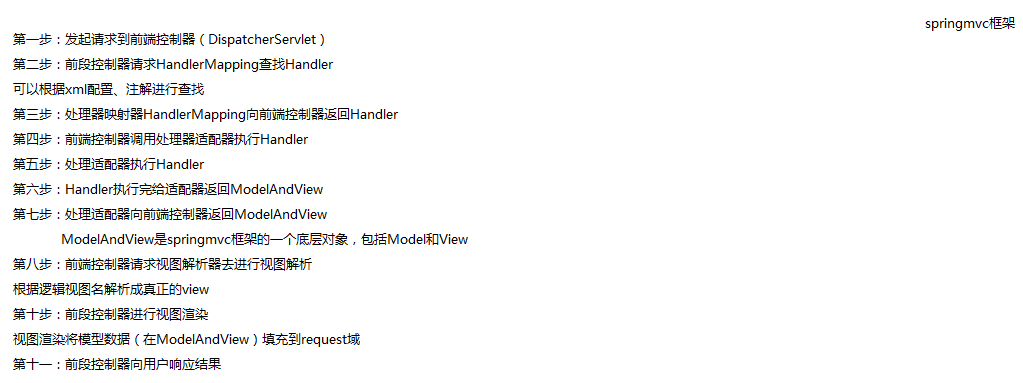 springmvc框架
第一步：发起请求到前端控制器（DispatcherServlet）
第二步：前段控制器请求HandlerMapping查找Handler
可以根据xml配置、注解进行查找
第三步：处理器映射器HandlerMapping向前端控制器返回Handler
第四步：前端控制器调用处理器适配器执行Handler
第五步：处理适配器执行Handler
第六步：Handler执行完给适配器返回ModelAndView
第七步：处理适配器向前端控制器返回ModelAndView
ModelAndView是springmvc框架的一个底层对象，包括Model和View
第八步：前端控制器请求视图解析器去进行视图解析
根据逻辑视图名解析成真正的view
第十步：前段控制器进行视图渲染
视图渲染将模型数据（在ModelAndView）填充到request域
第十一：前段控制器向用户响应结果